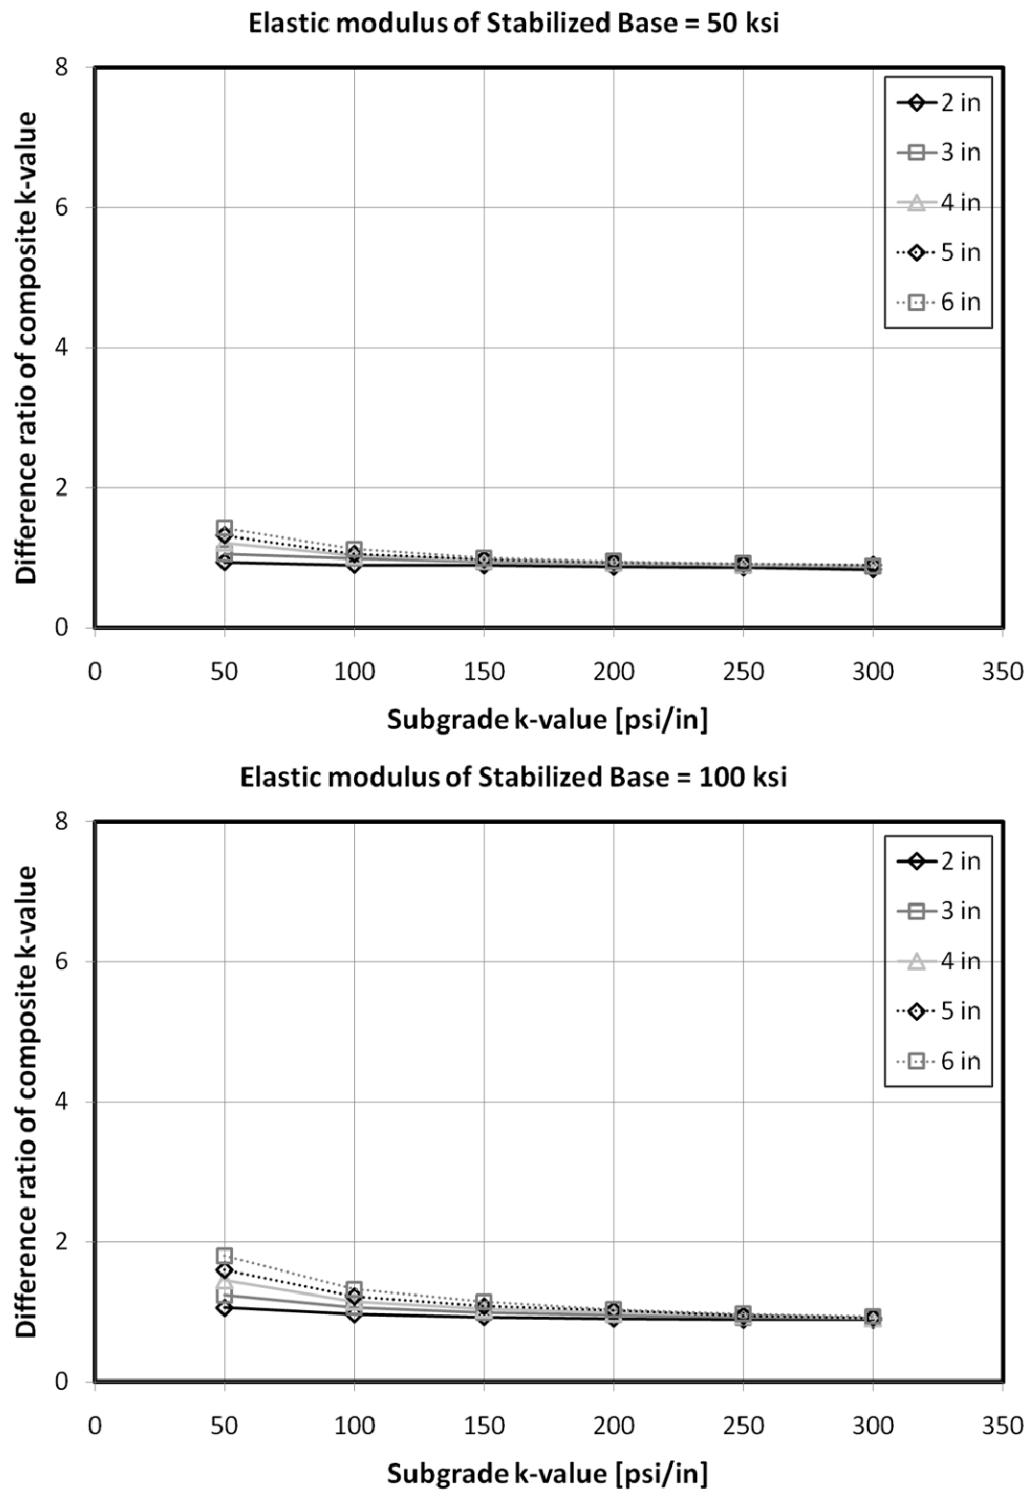 Elastic modulus of Stabilized Base = 50 ksi
Difference ratio of composite k-value
8
6
4
2
0
2 in
3 in
4 in
5 in
6 in
0 50 100 150 200 250 300 350
Subgrade k-value [psi/in]
Elastic modulus of Stabilized Base = 100 ksi
Difference ratio of composite k-value
8
6
4
2
0
2 in
3 in
4 in
5 in
6 in
0 50 100 150 200 250 300 350
Subgrade k-value [psi/in]